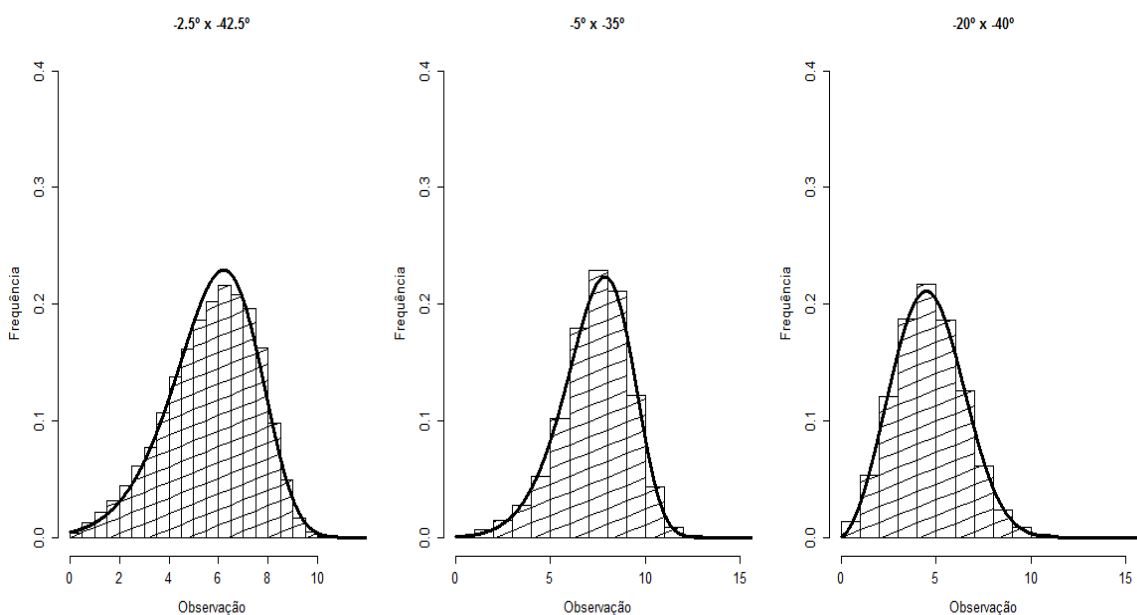 -2.5º x -42.5º
Frequência
0.0 0.1 0.2 0.3 0.4
0 2 4 6 8 10
Observação
-5º x -35º
Frequência
0.0 0.1 0.2 0.3 0.4
0 5 10 15
Observação
-20º x -40º
Frequência
0.0 0.1 0.2 0.3 0.4
0 5 10 15
Observação